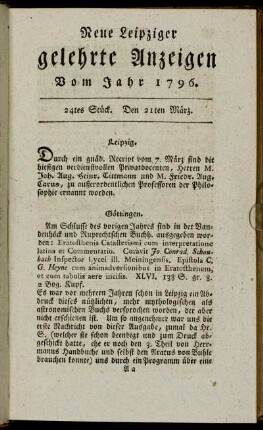 Neue Leipziger
gelehrte Anzeigen
Vom Jahr 1796.
24tes Stück. Den 21ten März.
Leipzig.
Durch ein gnäd. Rescript vom 7. März sind die
hiesigen verdienstvollen Privatdocenten, Herren M.
Joh. Aug. Heinr. Tittmann und M. Friedr. Aug.
Carus, zu ausserordentlichen Professoren der Philo-
sophie ernannt worden.
Göttingen.
Am Schlusse des vorigen Jahrs sind in der Van-
denhök und Ruprechtschen Buchh. ausgegeben wor-
den: Eratosthenis Catasterismi cum interpretatione
latina et Commentario. Curavit Jo. Conrad. Schau-
bach Inspector Lycei ill. Meiningensis, Epistola C.
G. Heyne cum animadversionibus in Eratosthenem,
et cum tabulis aere incisis. XLVI. 138 S. gr. 8.
2 Bog. Kupf.
Es war vor mehrern Jahren schon in Leipzig ein Ab-
druck dieses nützlichen, mehr mythologischen als
astronomischen Buchs versprochen worden, der aber
nicht erschienen ist. Um so angenehmer war uns die
erste Nachricht von dieser Ausgabe, zumal da Hr.
S. (welcher sie schon beendigt und zum Druck ab-
geschickt hatte, ehe er noch den 3. Theil von Herr-
manns Handbuche und selbst den Aratus von Buhle
brauchen konnte) uns durch ein Programm über eine
A a